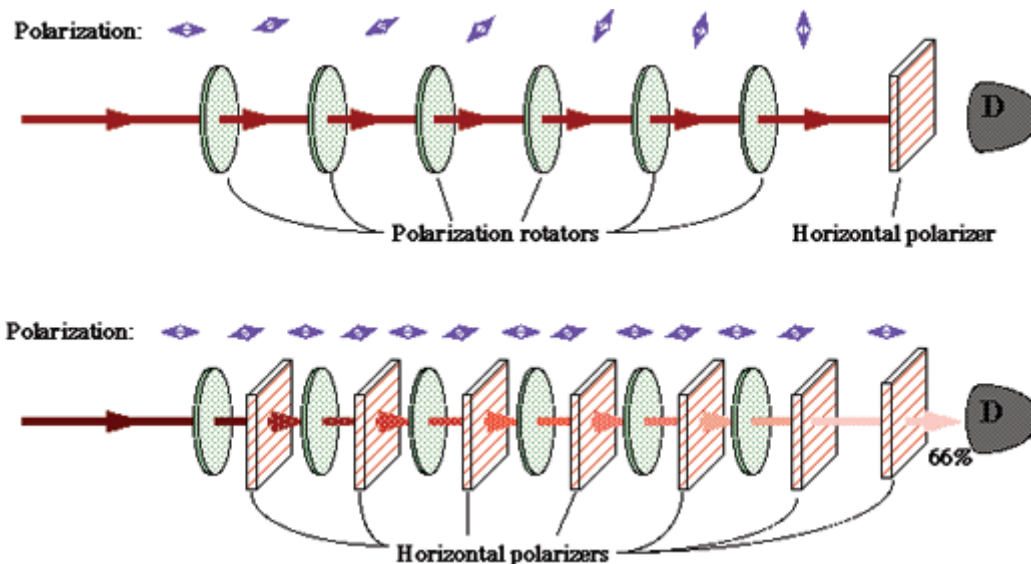 Polarization:
D
Polarization rotators
Horizontal polarizer
Polarization:
D
66%
Horizontal polarizers